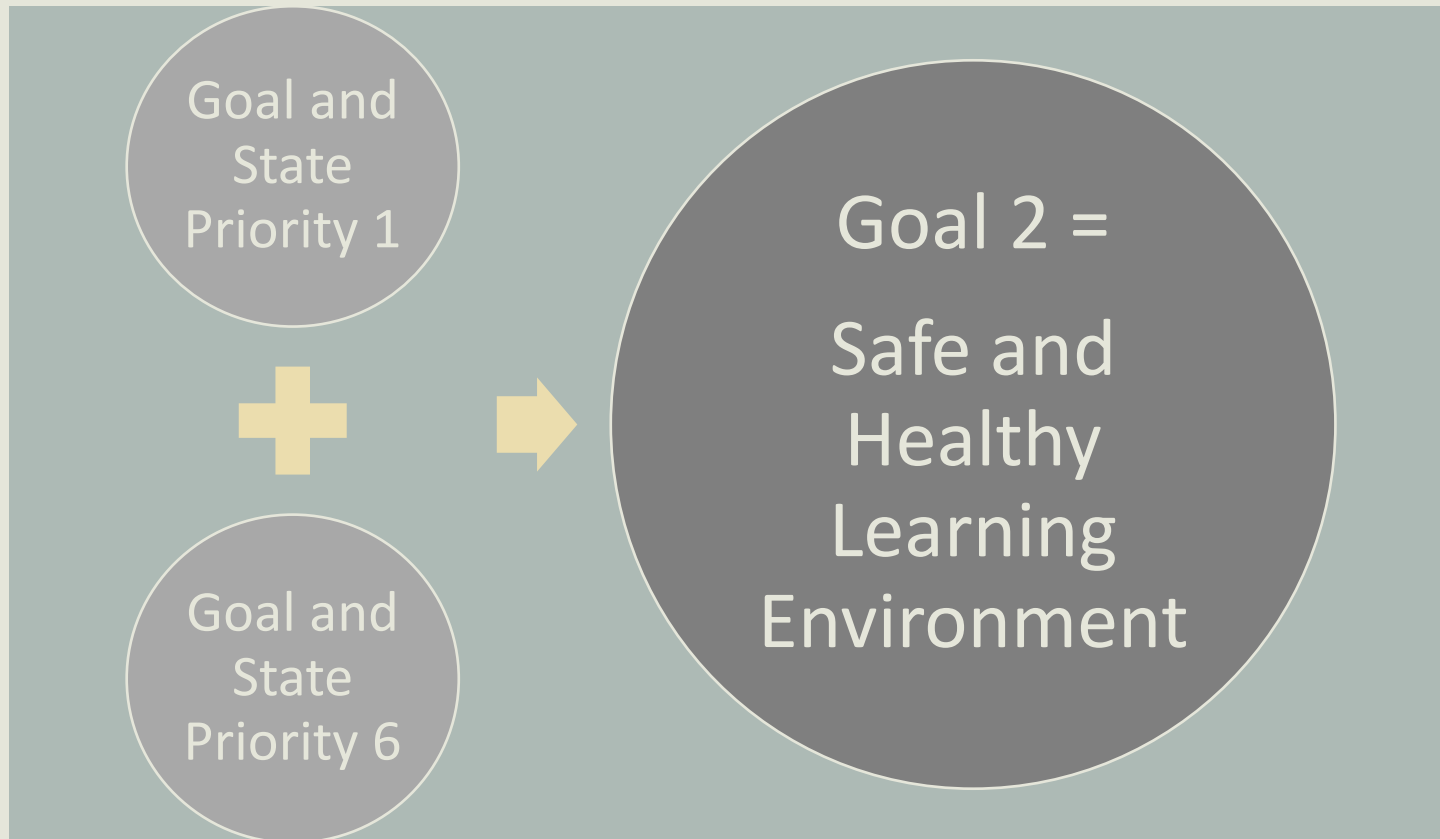 Goal and
State
Priority 1
Goal and
State
Priority 6
Goal 2 =
Safe and
Healthy
Learning
Environment